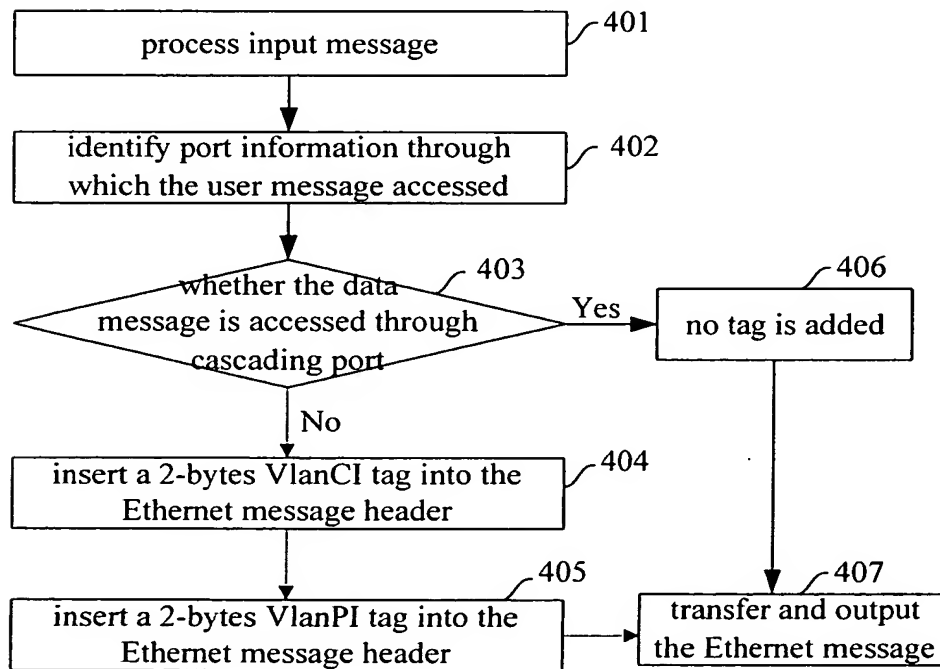 process input message
401
identify port information through
which the user message accessed
402
403
whether the data
message is accessed through
cascading port
Yes
406
no tag is added
No
insert a 2-bytes VlanCI tag into the
Ethernet message header
404
405
insert a 2-bytes VlanPI tag into the
Ethernet message header
407
transfer and output
the Ethernet message